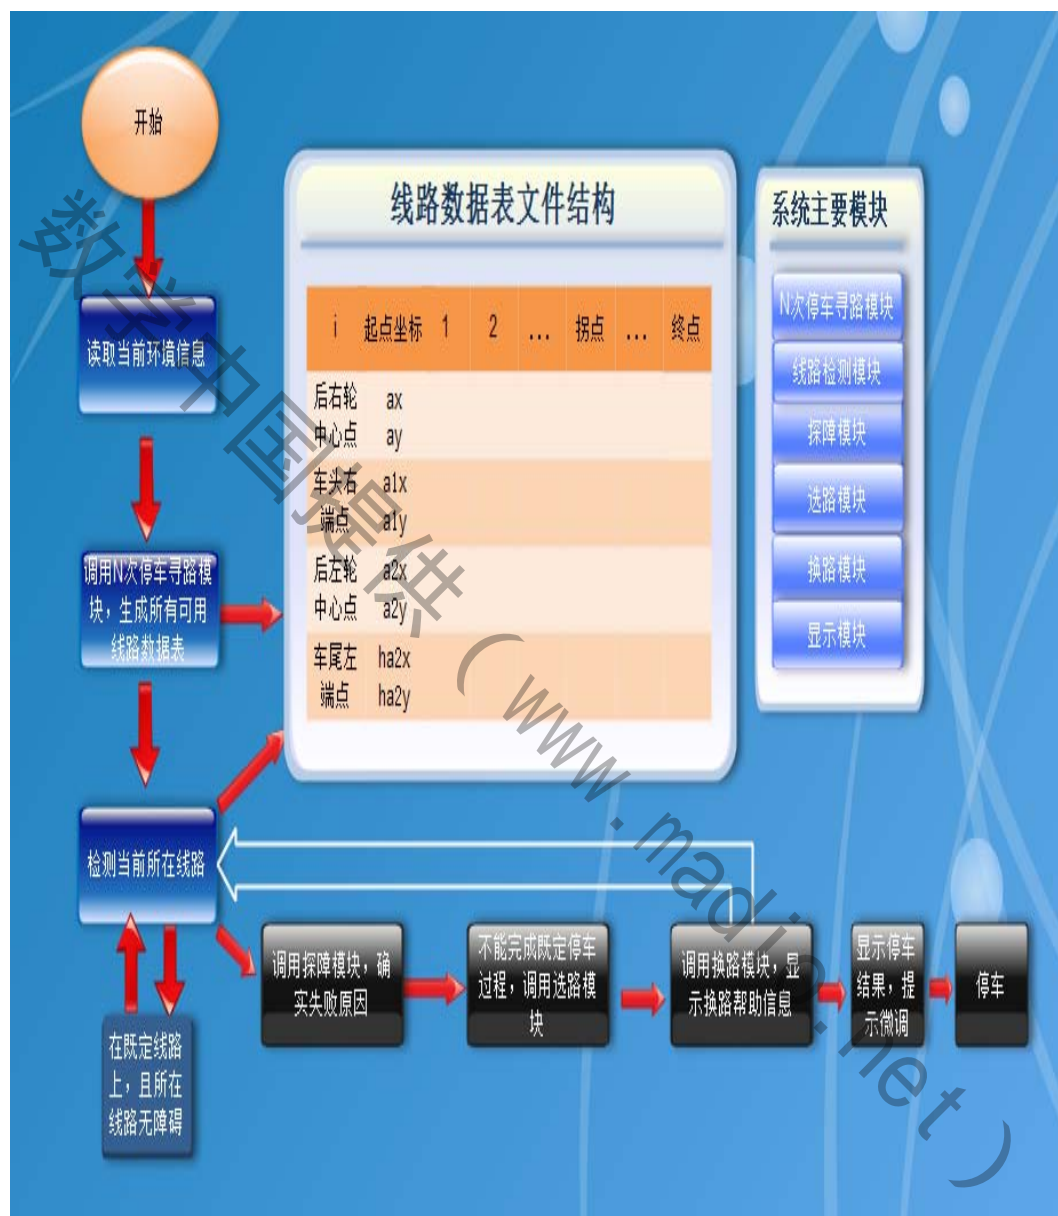 开始
读取当前环境信息
调用N次停车寻路模
块，生成所有可用
线路数据表
检测当前所在线路
在既定线路
上，且所在
线路无障碍
线路数据表文件结构
i 起点坐标 1 2 ... 拐点 ... 终点
后右轮 ax
中心点 ay
车头右 a1x
端点 a1y
后左轮 a2x
中心点 a2y
车尾左 ha2x
端点 ha2y
系统主要模块
N次停车寻路模块
线路检测模块
探障模块
选路模块
换路模块
显示模块
调用探障模块，确
实失败原因
不能完成既定停车
过程，调用选路模
块
调用换路模块，显
示换路帮助信息
显示停车
结果，提
示微调
停车
数学中国提供（www.madio.net）